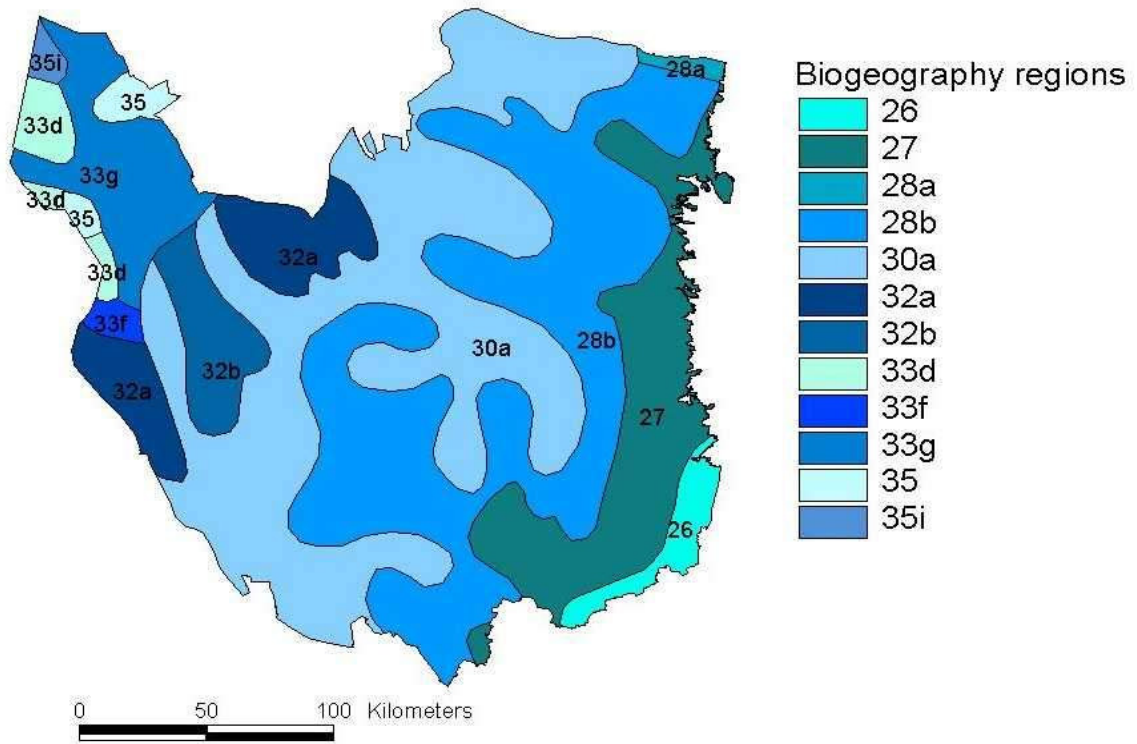 35i
35
33d
33g
33d
35
33d
33f
32a
32b
32a
30a
28b
28a
27
26
0 50 100 Kilometers
Biogeography regions
26
27
28a
28b
30a
32a
32b
33d
33f
33g
35
35i